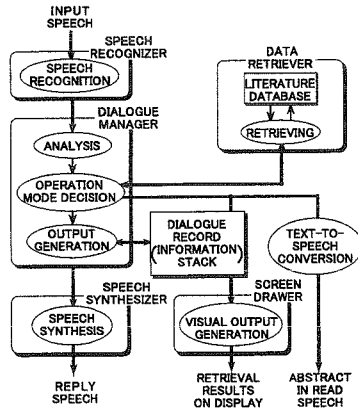 INPUT
SPEECH
SPEECH
RECOGNIZER
SPEECH
RECOGNITION
DATA
RETRIEVER
LITERATURE
DATABASE
RETRIEVING
DIALOGUE
MANAGER
ANALYSIS
OPERATION
MODE DECISION
OUTPUT
GENERATION
DIALOGUE
RECORD
(INFORMATION
STACK)
TEXT-TO-
SPEECH
CONVERSION
SPEECH
SYNTHESIZER
SPEECH
SYNTHESIS
SCREEN
DRAWER
VISUAL OUTPUT
GENERATION
REPLY
SPEECH
RETRIEVAL
RESULTS
ON DISPLAY
ABSTRACT
IN READ
SPEECH